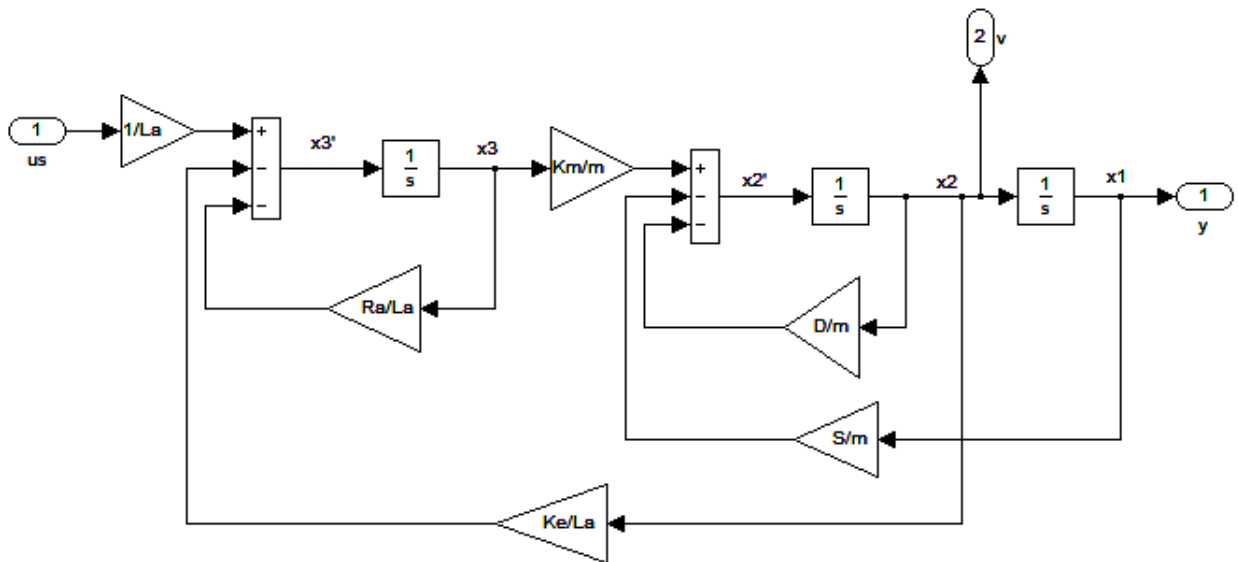 2
v
1
us
1/La
+
−
−
x3'
1
s
x3
Km/m
+
−
−
x2'
1
s
x2
1
s
x1
1
y
Ra/La
D/m
S/m
Ke/La